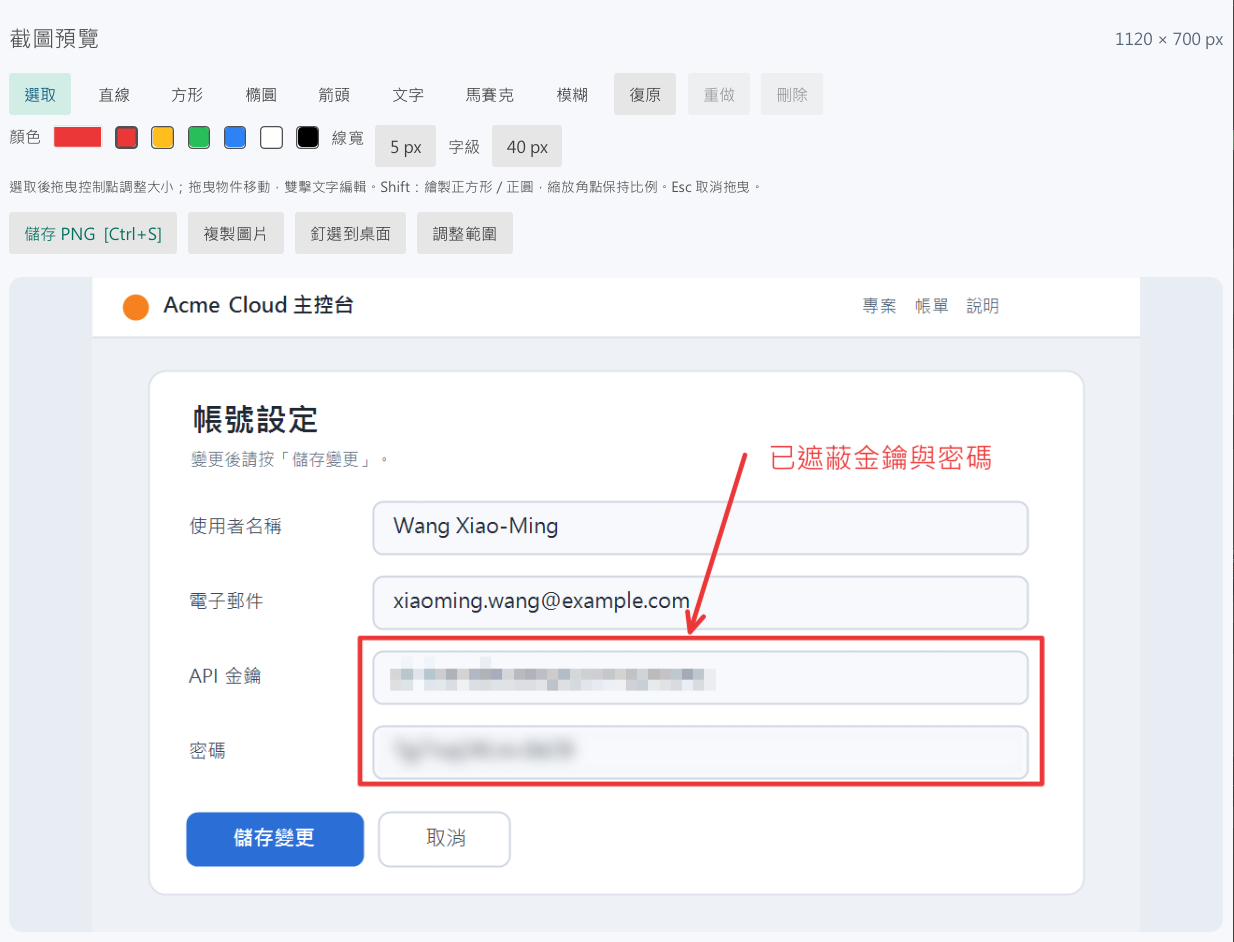 截圖預覽
1120 × 700 px
選取 直線 方形 橢圓 箭頭 文字 馬賽克 模糊 復原 重做 刪除
顏色 線寬 5 px 字級 40 px
選取後拖曳控制點調整大小；拖曳物件移動，雙擊文字編輯。Shift：繪製正方形 / 正圓，縮放角點保持比例。Esc 取消拖曳。
儲存 PNG [Ctrl+S] 複製圖片 釘選到桌面 調整範圍
Acme Cloud 主控台 專案 帳單 說明
帳號設定
變更後請按「儲存變更」。
已遮蔽金鑰與密碼
使用者名稱 Wang Xiao-Ming
電子郵件 xiaoming.wang@example.com
API 金鑰
密碼
儲存變更 取消